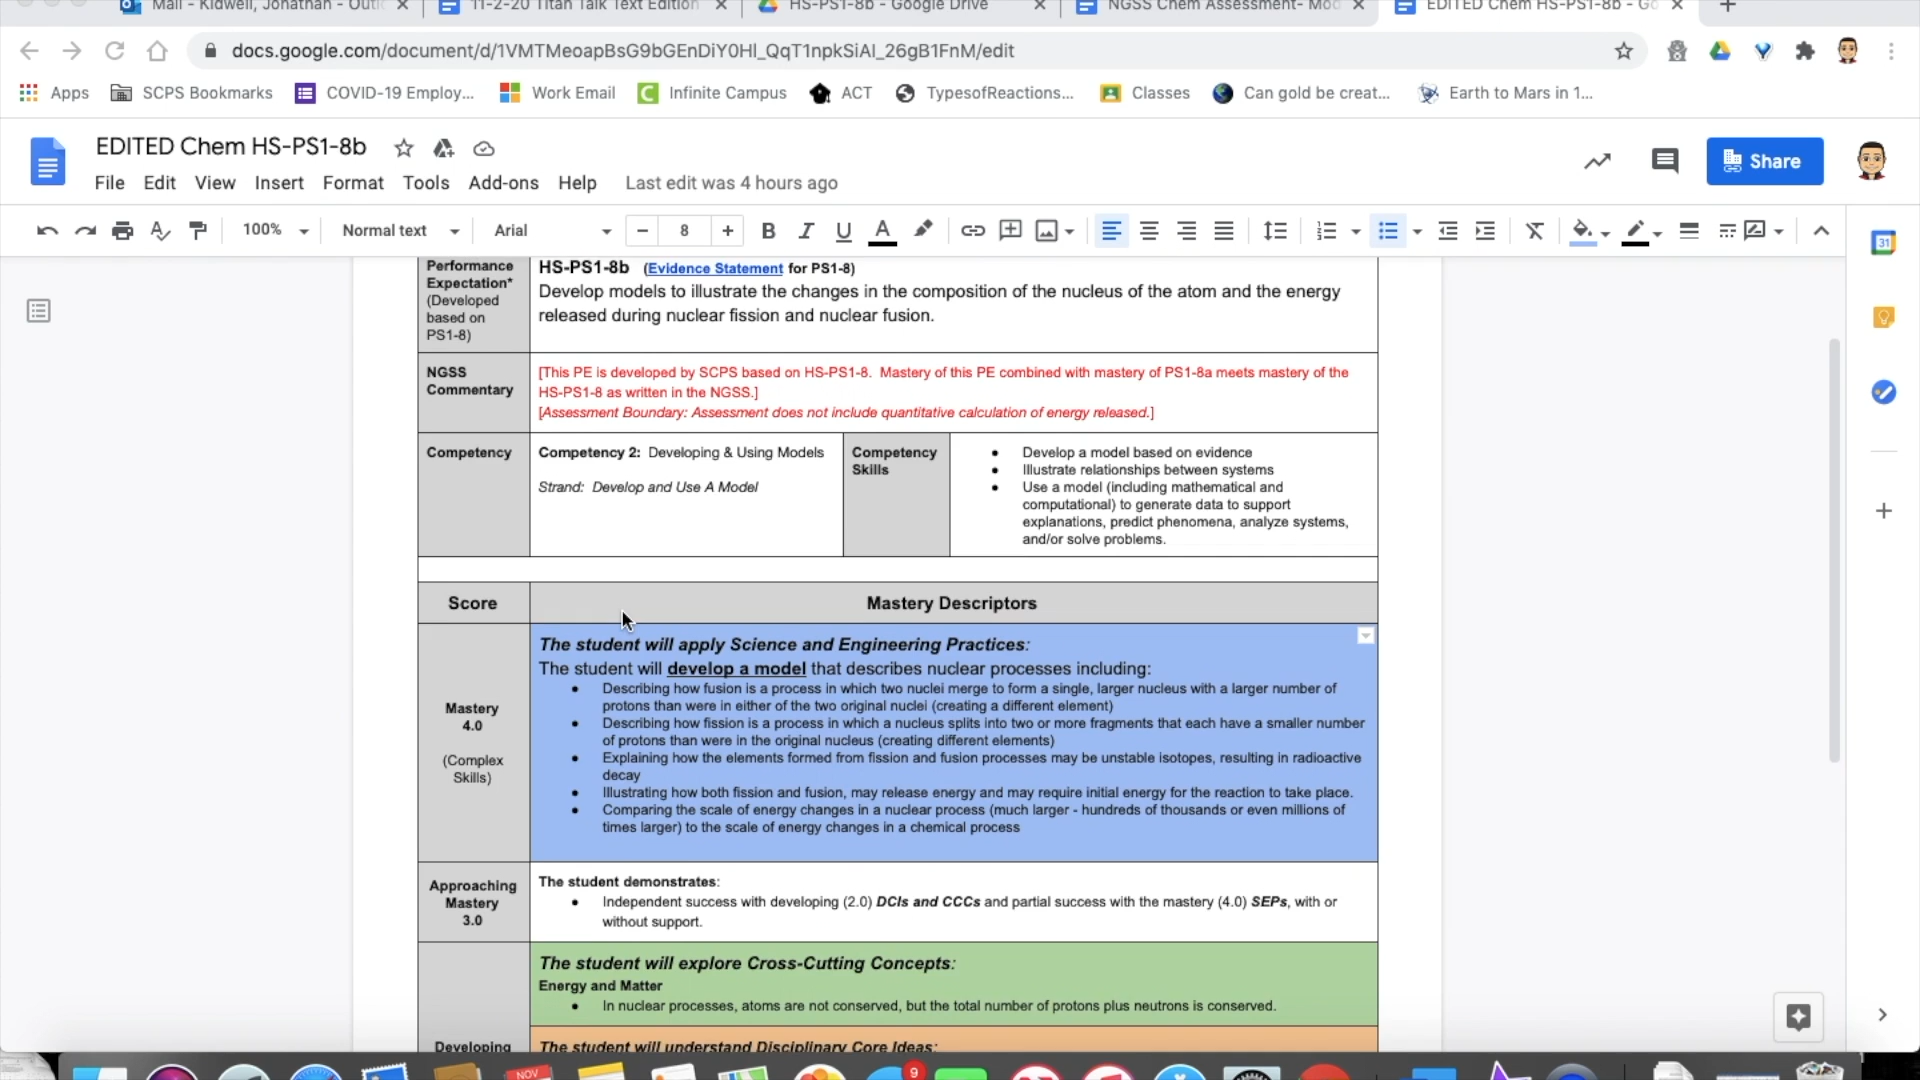 Mail - Kidwell, Jonathan - Outl
11-2-20 Titan Talk Text Edition
HS-PS1-8b - Google Drive
NGSS Chem Assessment- Mod
EDITED Chem HS-PS1-8b - Go
docs.google.com/document/d/1VMTMeoapBsG9bGEnDiY0Hl_QqT1npkSiAl_26gB1FnM/edit
Apps
SCPS Bookmarks
COVID-19 Employ...
Work Email
Infinite Campus
ACT
TypesofReactions...
Classes
Can gold be creat...
Earth to Mars in 1...
EDITED Chem HS-PS1-8b
Share
File Edit View Insert Format Tools Add-ons Help Last edit was 4 hours ago
100% Normal text Arial 8 B I U A
31
Performance
Expectation*
(Developed
based on
PS1-8)
HS-PS1-8b (Evidence Statement for PS1-8)
Develop models to illustrate the changes in the composition of the nucleus of the atom and the energy
released during nuclear fission and nuclear fusion.
NGSS
Commentary
[This PE is developed by SCPS based on HS-PS1-8. Mastery of this PE combined with mastery of PS1-8a meets mastery of the
HS-PS1-8 as written in the NGSS.]
[Assessment Boundary: Assessment does not include quantitative calculation of energy released.]
Competency
Competency 2: Developing & Using Models
Strand: Develop and Use A Model
Competency
Skills
• Develop a model based on evidence
• Illustrate relationships between systems
• Use a model (including mathematical and
computational) to generate data to support
explanations, predict phenomena, analyze systems,
and/or solve problems.
Score
Mastery Descriptors
Mastery
4.0
(Complex
Skills)
The student will apply Science and Engineering Practices:
The student will develop a model that describes nuclear processes including:
• Describing how fusion is a process in which two nuclei merge to form a single, larger nucleus with a larger number of
protons than were in either of the two original nuclei (creating a different element)
• Describing how fission is a process in which a nucleus splits into two or more fragments that each have a smaller number
of protons than were in the original nucleus (creating different elements)
• Explaining how the elements formed from fission and fusion processes may be unstable isotopes, resulting in radioactive
decay
• Illustrating how both fission and fusion, may release energy and may require initial energy for the reaction to take place.
• Comparing the scale of energy changes in a nuclear process (much larger - hundreds of thousands or even millions of
times larger) to the scale of energy changes in a chemical process
Approaching
Mastery
3.0
The student demonstrates:
• Independent success with developing (2.0) DCIs and CCCs and partial success with the mastery (4.0) SEPs, with or
without support.
The student will explore Cross-Cutting Concepts:
Energy and Matter
• In nuclear processes, atoms are not conserved, but the total number of protons plus neutrons is conserved.
Developing
The student will understand Disciplinary Core Ideas:
NOV
9